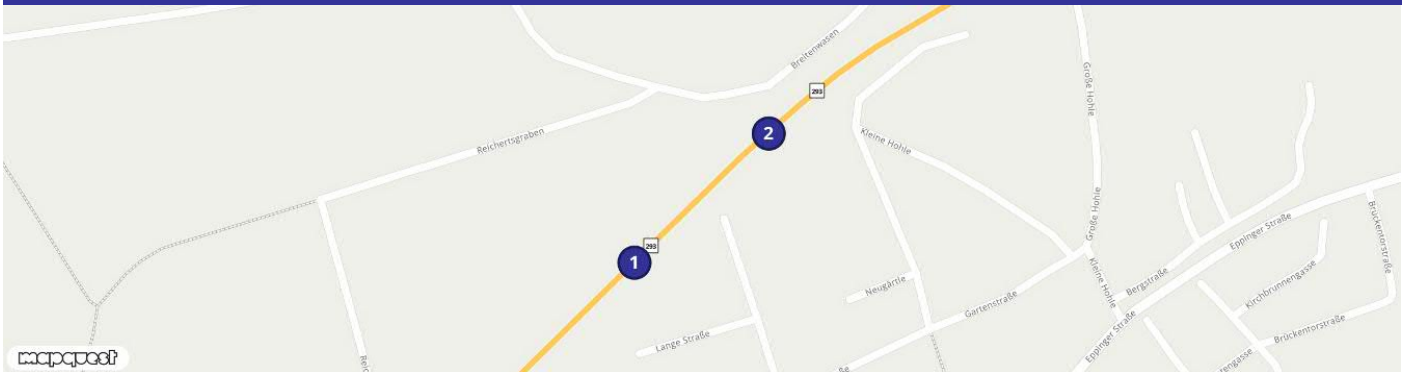 Breitenwasen
293
2
Große Hohle
Kleine Hohle
Reichertsgraben
Große Hohle
Brückentorstraße
Eppinger Straße
293
1
Kleine Hohle
Bergstraße
Kirchbrunnengasse
Neugärtle
Gartenstraße
Lange Straße
Eppinger Straße
Brückentorstraße
mapquest